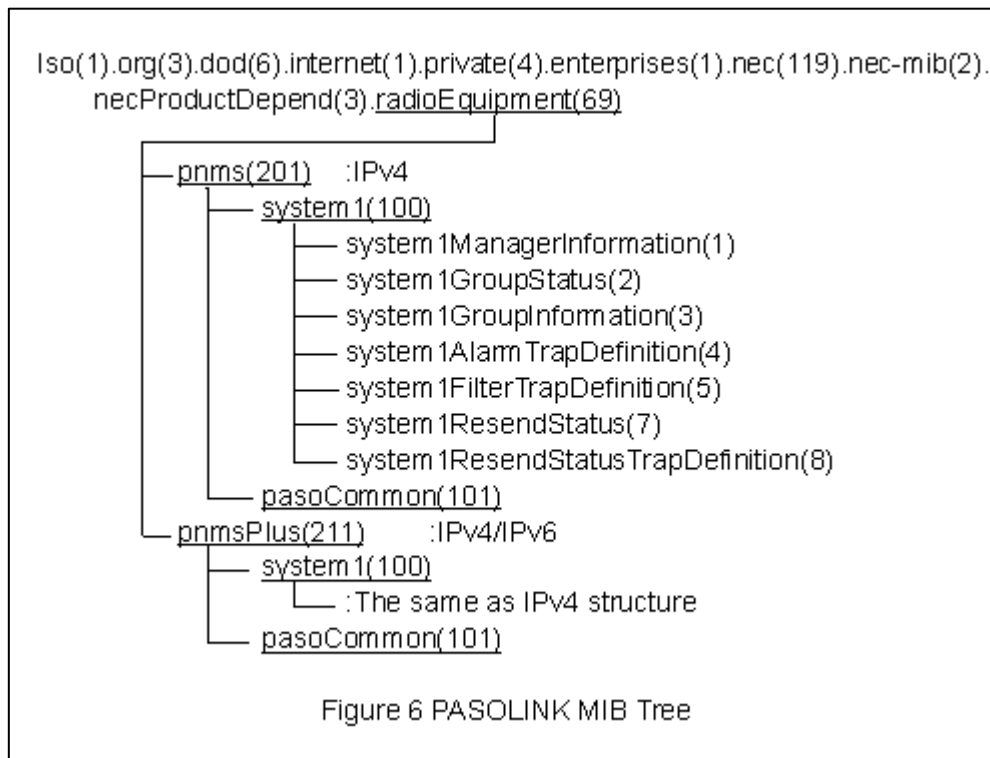 Iso(1).org(3).dod(6).internet(1).private(4).enterprises(1).nec(119).nec-mib(2).
necProductDepend(3).radioEquipment(69)
pnms(201) :IPv4
system1(100)
system1ManagerInformation(1)
system1GroupStatus(2)
system1GroupInformation(3)
system1AlarmTrapDefinition(4)
system1FilterTrapDefinition(5)
system1ResendStatus(7)
system1ResendStatusTrapDefinition(8)
pasoCommon(101)
pnmsPlus(211) :IPv4/IPv6
system1(100)
:The same as IPv4 structure
pasoCommon(101)
Figure 6 PASOLINK MIB Tree